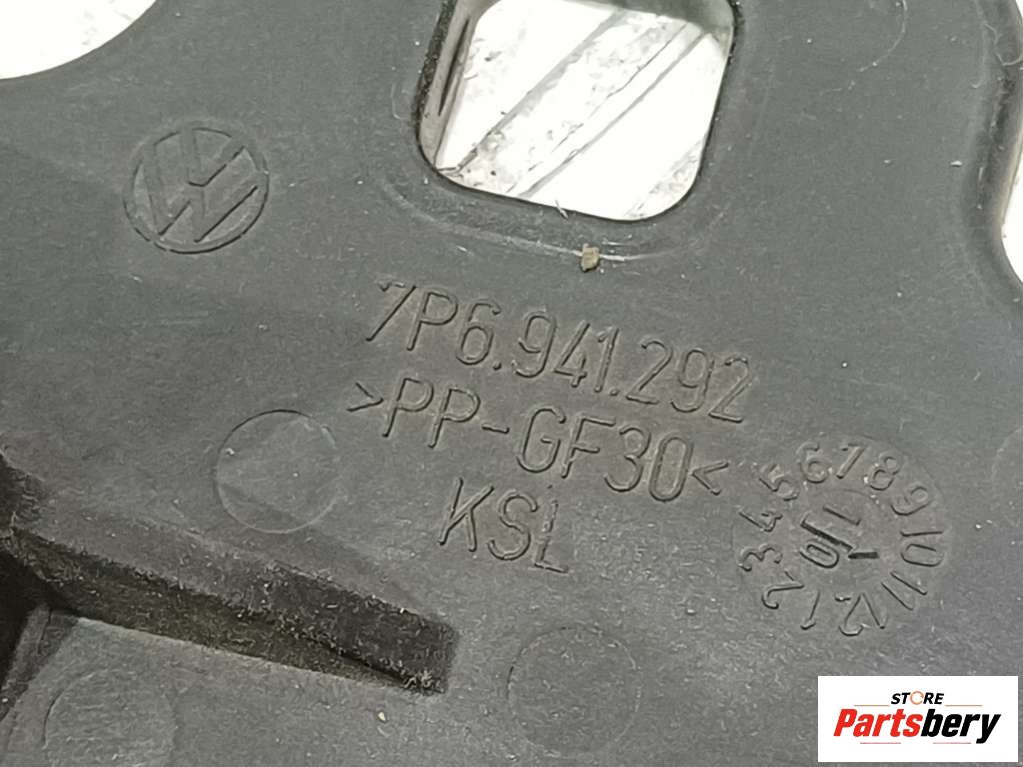 7P6.941.292
>PP-GF30<
KSL
1 2 3 4 5 6 7 8 9 10 11 12
STORE
Partsbery